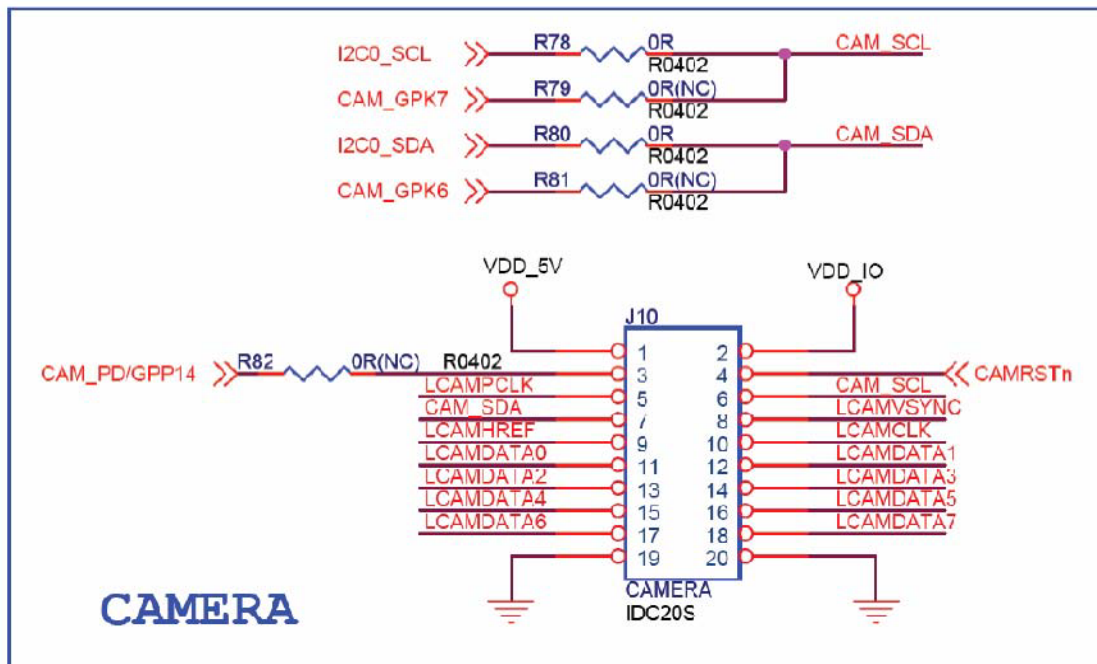 I2C0_SCL R78 0R CAM_SCL
R0402
CAM_GPK7 R79 0R(NC)
R0402
I2C0_SDA R80 0R CAM_SDA
R0402
CAM_GPK6 R81 0R(NC)
R0402
VDD_5V VDD_IO
J10
1 2
CAM_PD/GPP14 R82 0R(NC) R0402 3 4 CAMRSTn
LCAMPCLK 5 6 CAM_SCL
CAM_SDA 7 8 LCAMVSYNC
LCAMHREF 9 10 LCAMCLK
LCAMDATA0 11 12 LCAMDATA1
LCAMDATA2 13 14 LCAMDATA3
LCAMDATA4 15 16 LCAMDATA5
LCAMDATA6 17 18 LCAMDATA7
19 20
CAMERA
IDC20S
CAMERA